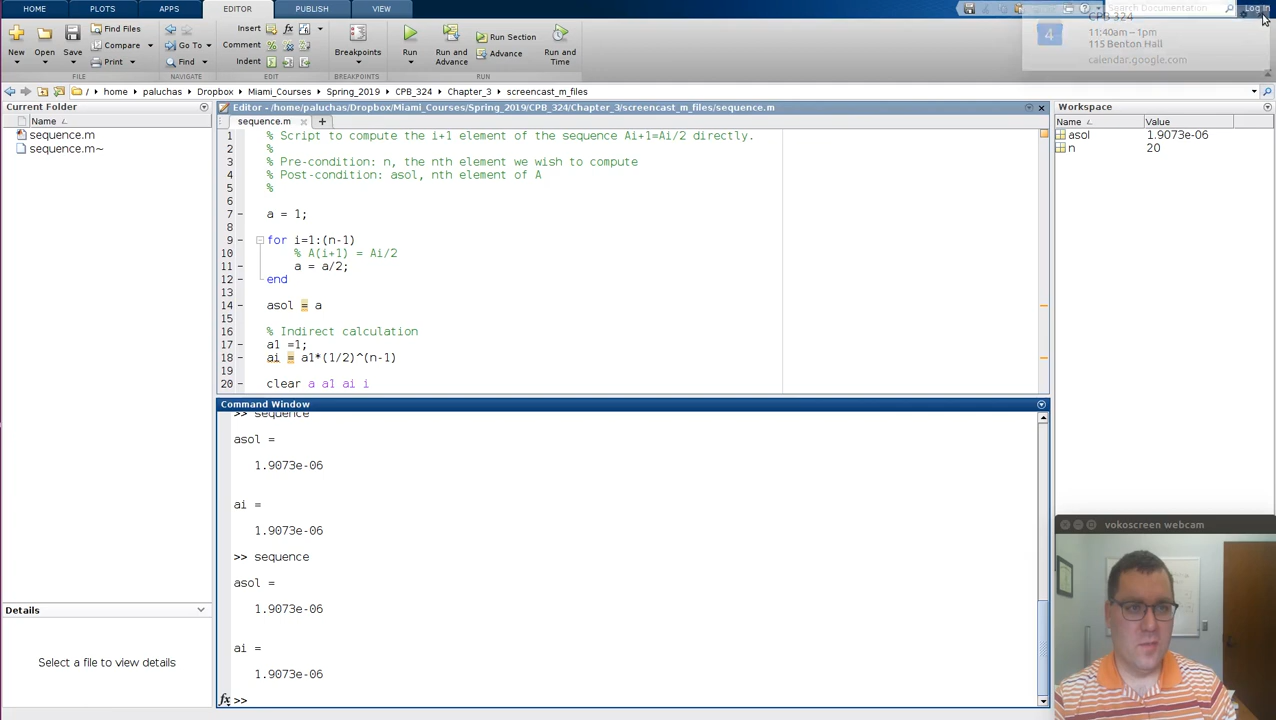 HOME PLOTS APPS EDITOR PUBLISH VIEW
Search Documentation Log In
CPB 324
4 11:40am – 1pm
115 Benton Hall
calendar.google.com
New Open Save Find Files Compare Print
Go To Find
Insert Comment Indent
Breakpoints
Run Run and Advance Run Section Advance Run and Time
FILE NAVIGATE EDIT BREAKPOINTS RUN
/ home paluchas Dropbox Miami_Courses Spring_2019 CPB_324 Chapter_3 screencast_m_files
Current Folder
Name
sequence.m
sequence.m~
Details
Select a file to view details
Editor - /home/paluchas/Dropbox/Miami_Courses/Spring_2019/CPB_324/Chapter_3/screencast_m_files/sequence.m
sequence.m × +
1 % Script to compute the i+1 element of the sequence Ai+1=Ai/2 directly.
2 %
3 % Pre-condition: n, the nth element we wish to compute
4 % Post-condition: asol, nth element of A
5 %
6
7 – a = 1;
8
9 – for i=1:(n-1)
10 % A(i+1) = Ai/2
11 – a = a/2;
12 – end
13
14 – asol = a
15
16 % Indirect calculation
17 – a1 =1;
18 – ai = a1*(1/2)^(n-1)
19
20 – clear a a1 ai i
Command Window
>> sequence
asol =
1.9073e-06
ai =
1.9073e-06
>> sequence
asol =
1.9073e-06
ai =
1.9073e-06
fx >>
Workspace
Name Value
asol 1.9073e-06
n 20
vokoscreen webcam